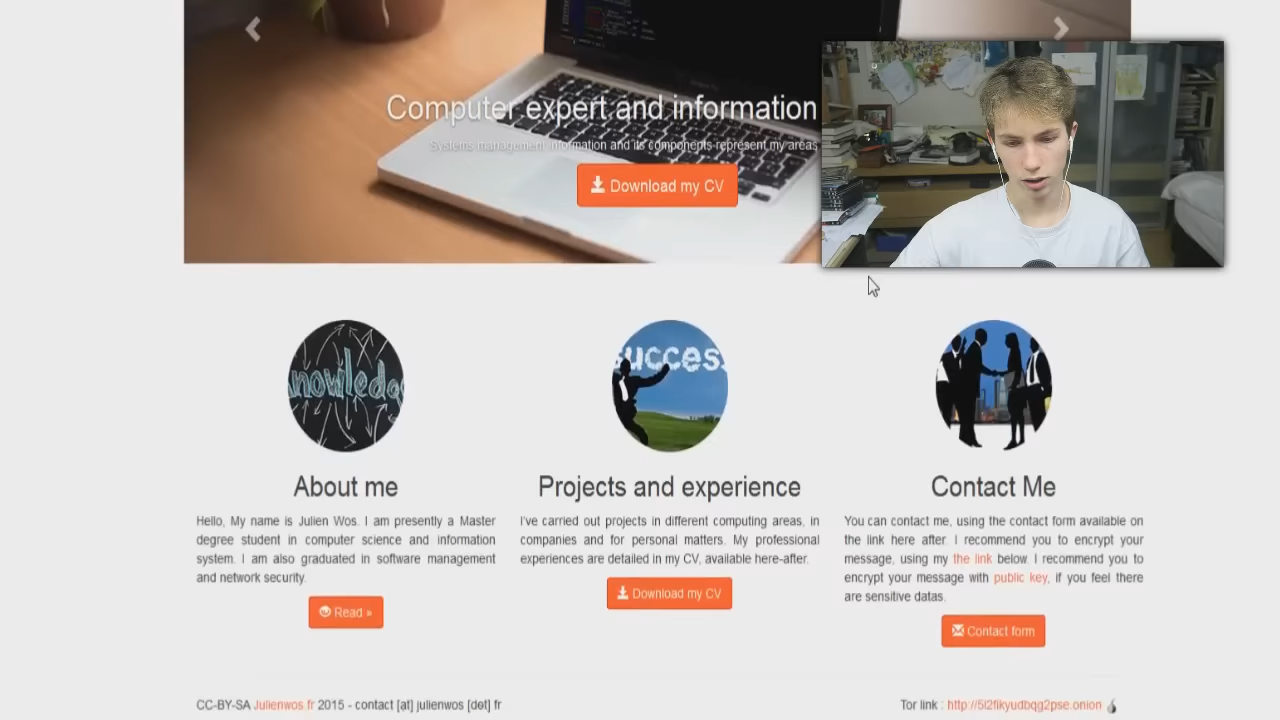 Computer expert and information
Systems management, information and its components represent my areas
Download my CV
knowledg
success
About me
Projects and experience
Contact Me
Hello, My name is Julien Wos. I am presently a Master
degree student in computer science and information
system. I am also graduated in software management
and network security.
Read »
I've carried out projects in different computing areas, in
companies and for personal matters. My professional
experiences are detailed in my CV, available here-after.
Download my CV
You can contact me, using the contact form available on
the link here after. I recommend you to encrypt your
message, using my the link below. I recommend you to
encrypt your message with public key, if you feel there
are sensitive datas.
Contact form
CC-BY-SA Julienwos fr 2015 - contact [at] julienwos [dot] fr
Tor link : http://5l2fikyudbqg2pse.onion